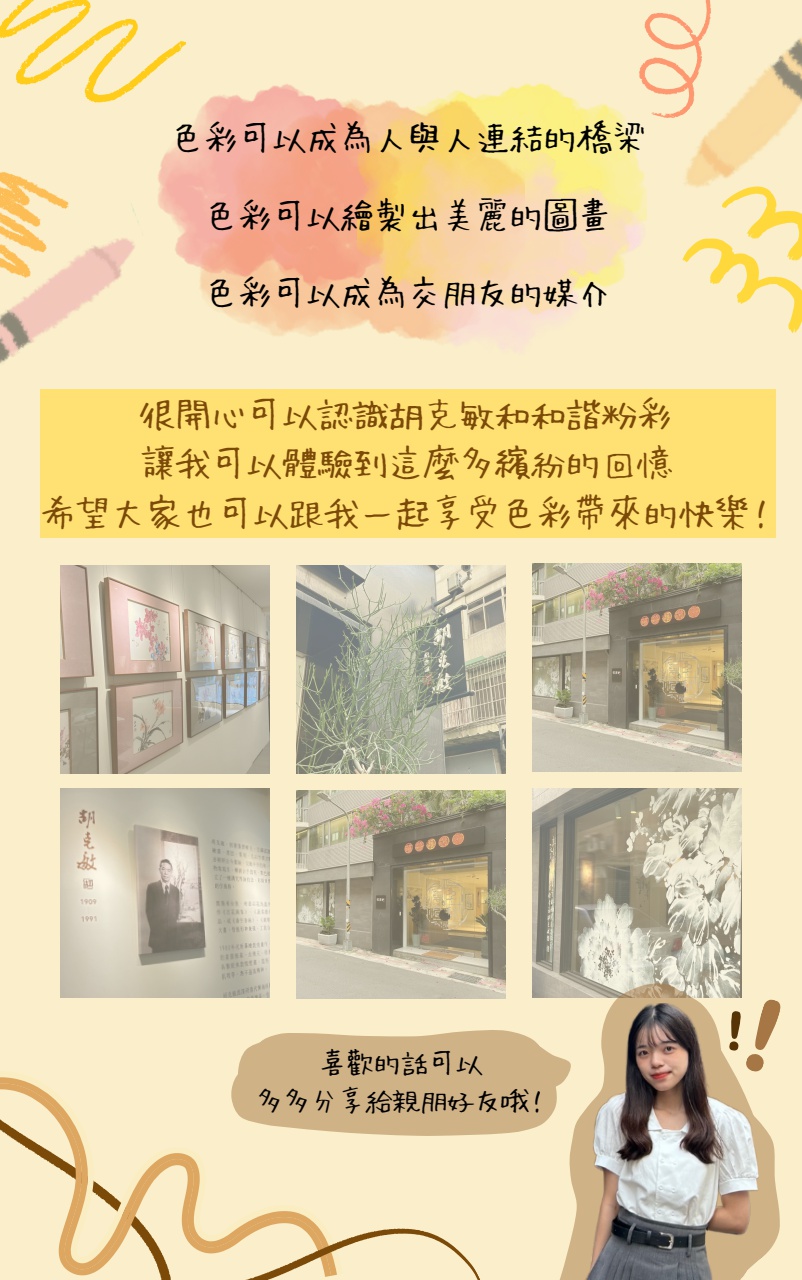 色彩可以成為人與人連結的橋梁
色彩可以繪製出美麗的圖畫
色彩可以成為交朋友的媒介
很開心可以認識胡克敏和和諧粉彩
讓我可以體驗到這麼多繽紛的回憶
希望大家也可以跟我一起享受色彩帶來的快樂！
胡克敏
胡克敏
1909
1991
喜歡的話可以
多多分享給親朋好友哦！